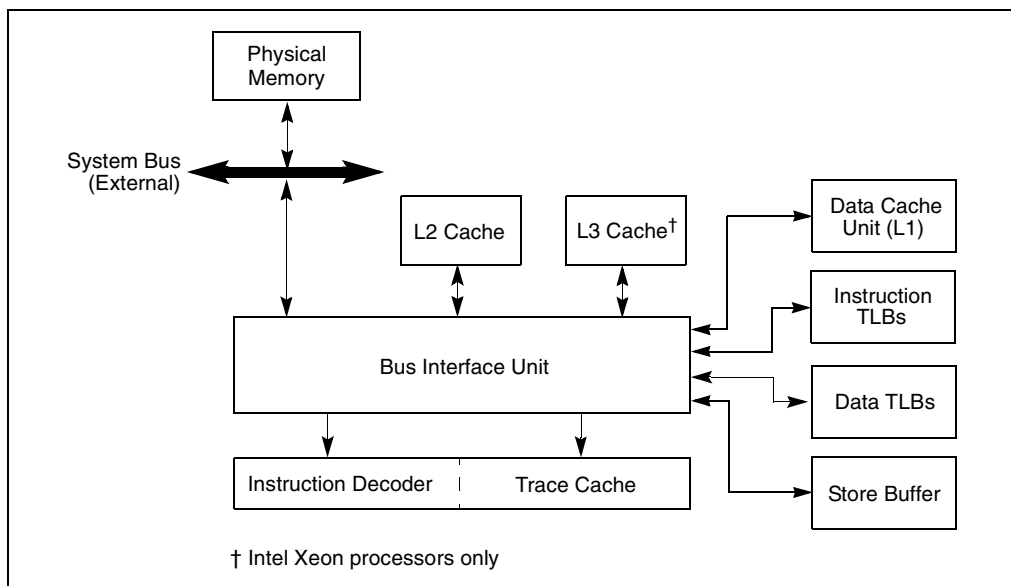 Physical
Memory
System Bus
(External)
L2 Cache
L3 Cache†
Data Cache
Unit (L1)
Instruction
TLBs
Bus Interface Unit
Data TLBs
Instruction Decoder
Trace Cache
Store Buffer
† Intel Xeon processors only